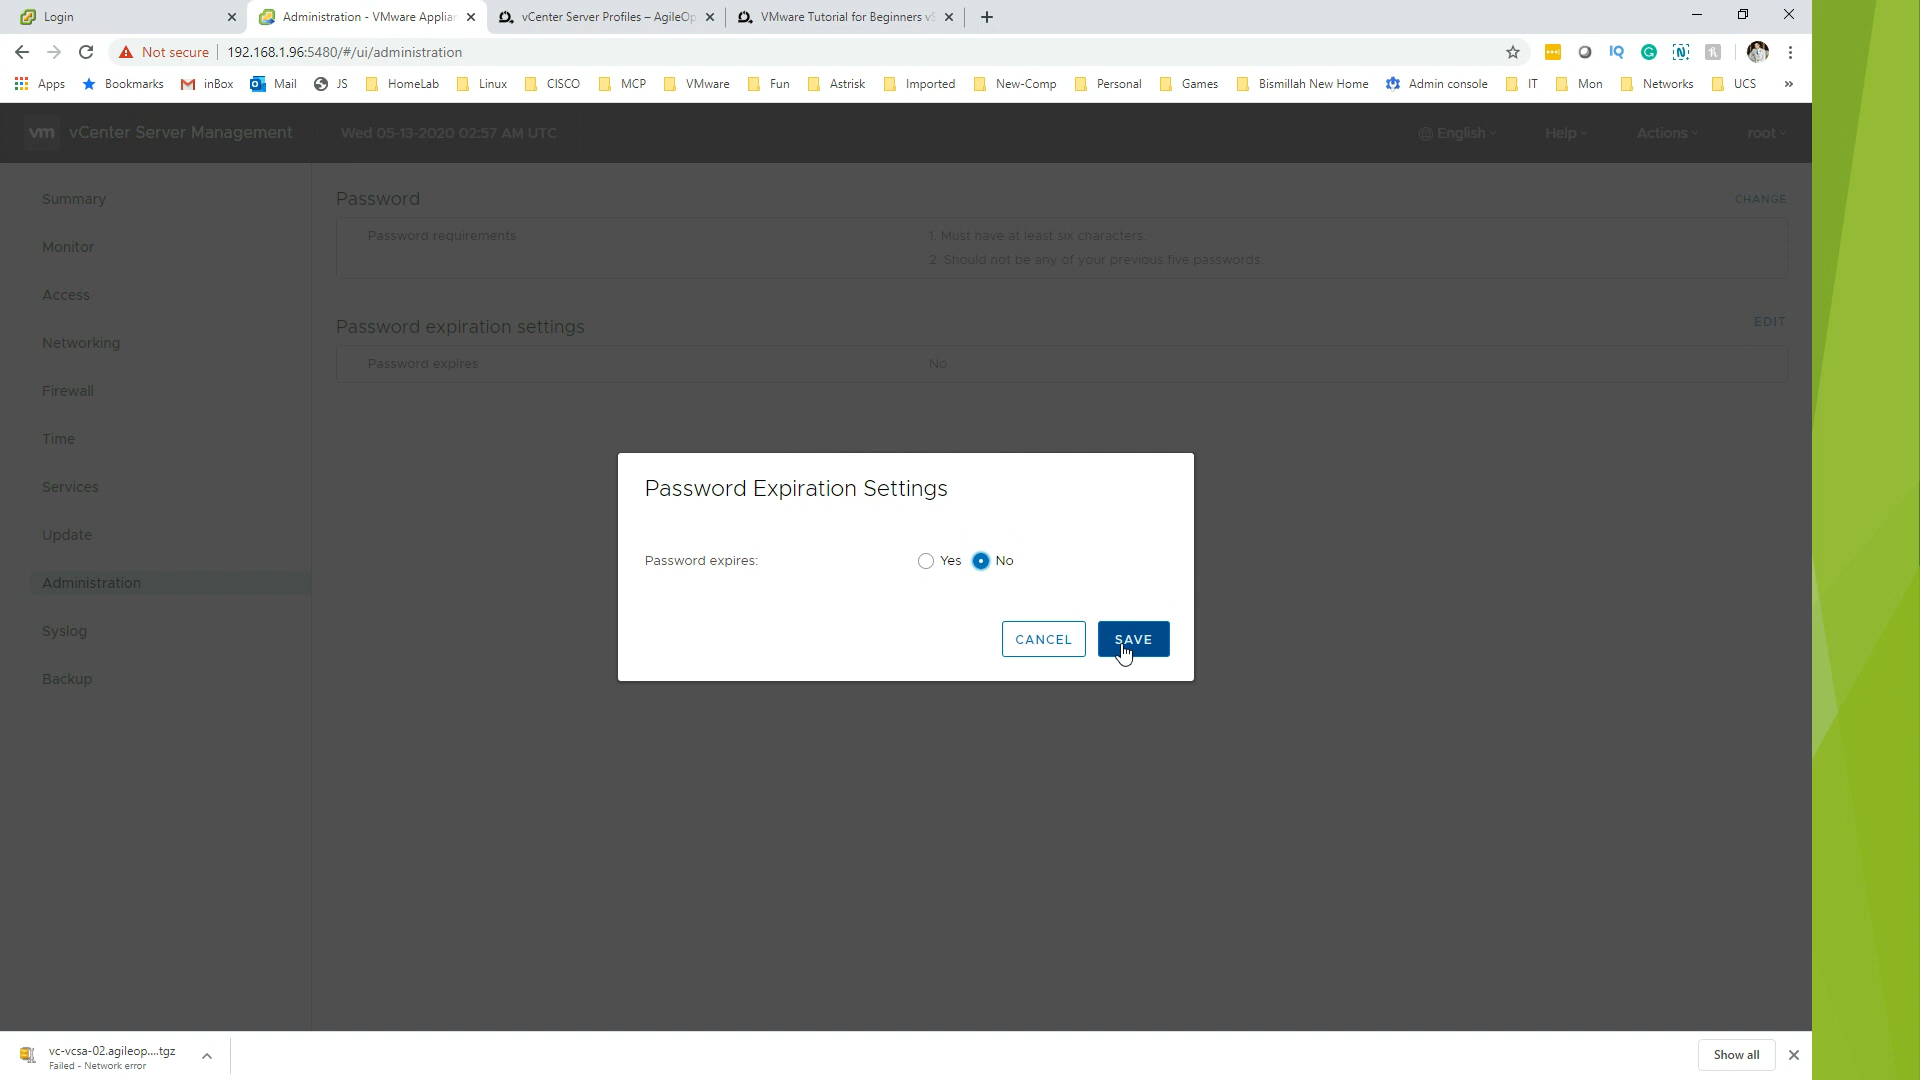 Login
Administration - VMware Applian
vCenter Server Profiles – AgileOp
VMware Tutorial for Beginners vS
Not secure
192.168.1.96:5480/#/ui/administration
IQ
Apps
Bookmarks
inBox
Mail
JS
HomeLab
Linux
CISCO
MCP
VMware
Fun
Astrisk
Imported
New-Comp
Personal
Games
Bismillah New Home
Admin console
IT
Mon
Networks
UCS
»
vm
vCenter Server Management
Wed 05-13-2020 02:57 AM UTC
English
Help
Actions
root
Summary
Monitor
Access
Networking
Firewall
Time
Services
Update
Administration
Syslog
Backup
Password
CHANGE
Password requirements
1. Must have at least six characters.
2. Should not be any of your previous five passwords.
Password expiration settings
EDIT
Password expires
No
Password Expiration Settings
Password expires:
Yes
No
CANCEL
SAVE
vc-vcsa-02.agileop....tgz
Failed - Network error
Show all